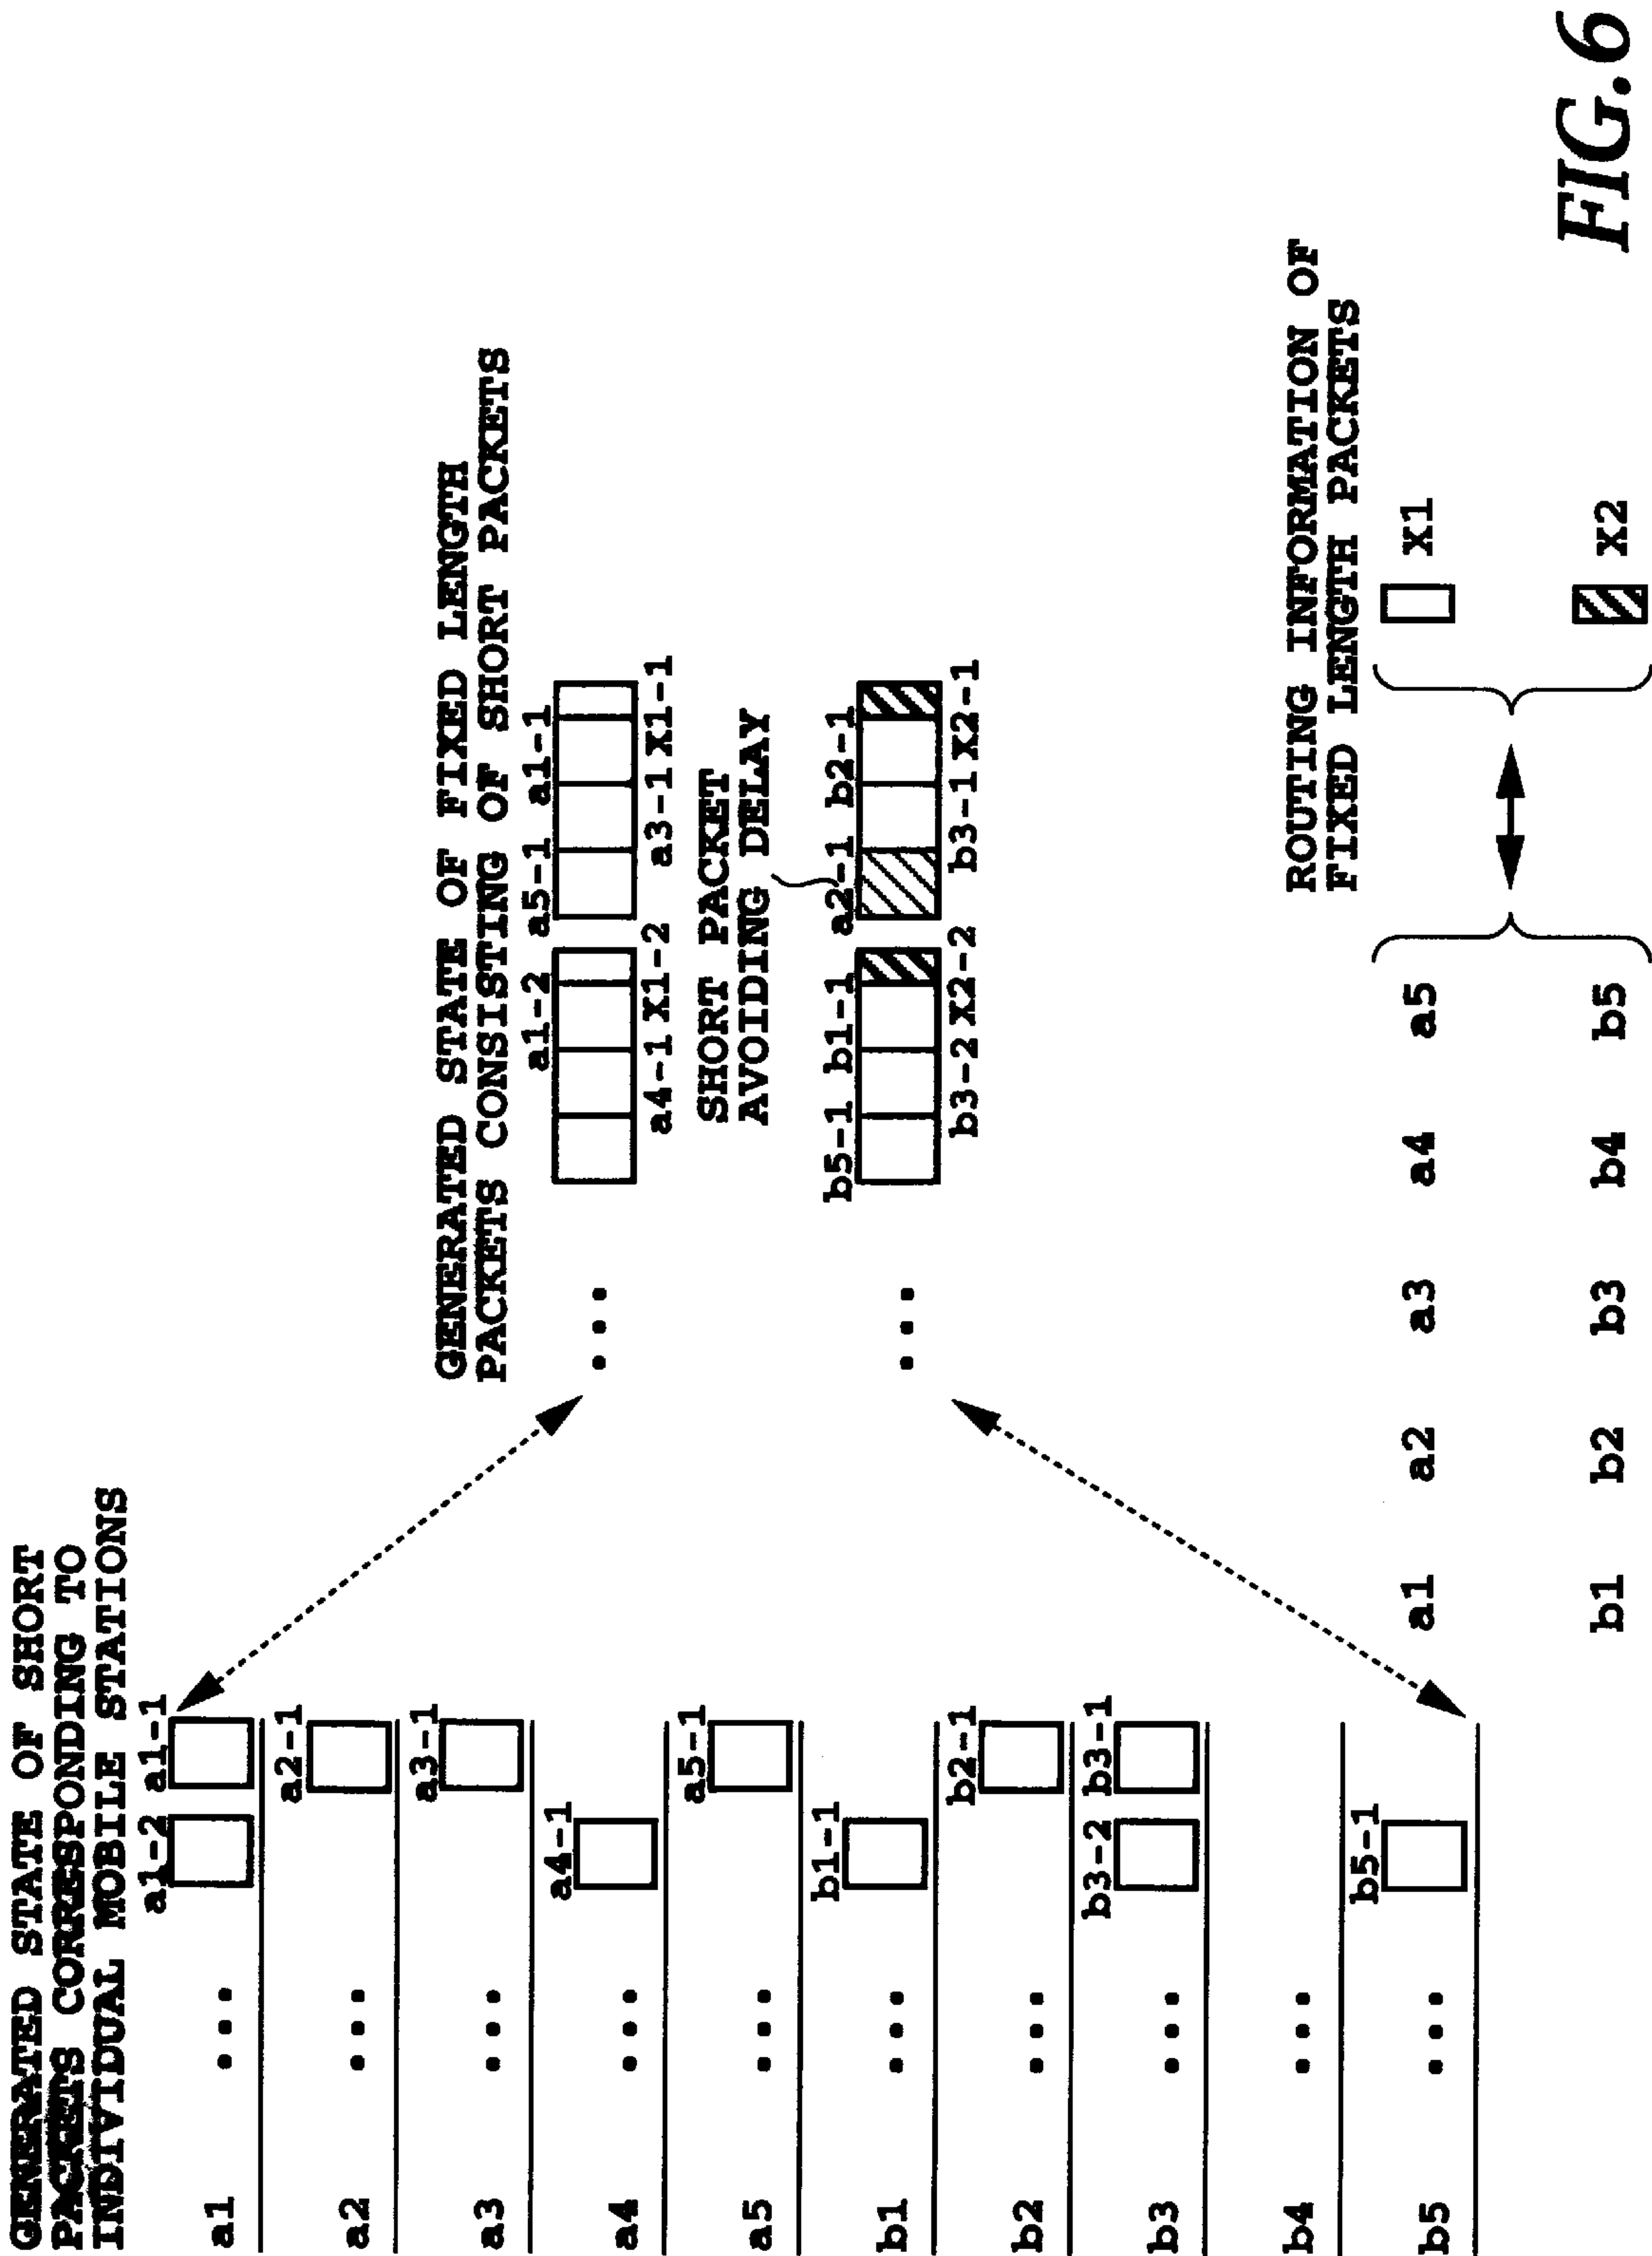 GENERATED STATE OF SHORT
PACKETS CORRESPONDING TO
INDIVIDUAL MOBILE STATIONS
a1 ••• a1-2 a1-1
a2 ••• a2-1
a3 ••• a3-1
a4 ••• a4-1
a5 ••• a5-1
b1 ••• b1-1
b2 ••• b2-1
b3 ••• b3-2 b3-1
b4 •••
b5 ••• b5-1
GENERATED STATE OF FIXED LENGTH
PACKETS CONSISTING OF SHORT PACKETS
a1-2 a5-1 a1-1
•••
a4-1 X1-2 a3-1 X1-1
SHORT PACKET
AVOIDING DELAY
b5-1 b1-1 a2-1 b2-1
•••
b3-2 X2-2 b3-1 X2-1
ROUTING INFORMATION OF
FIXED LENGTH PACKETS
a1 a2 a3 a4 a5 X1
b1 b2 b3 b4 b5 X2
FIG.6